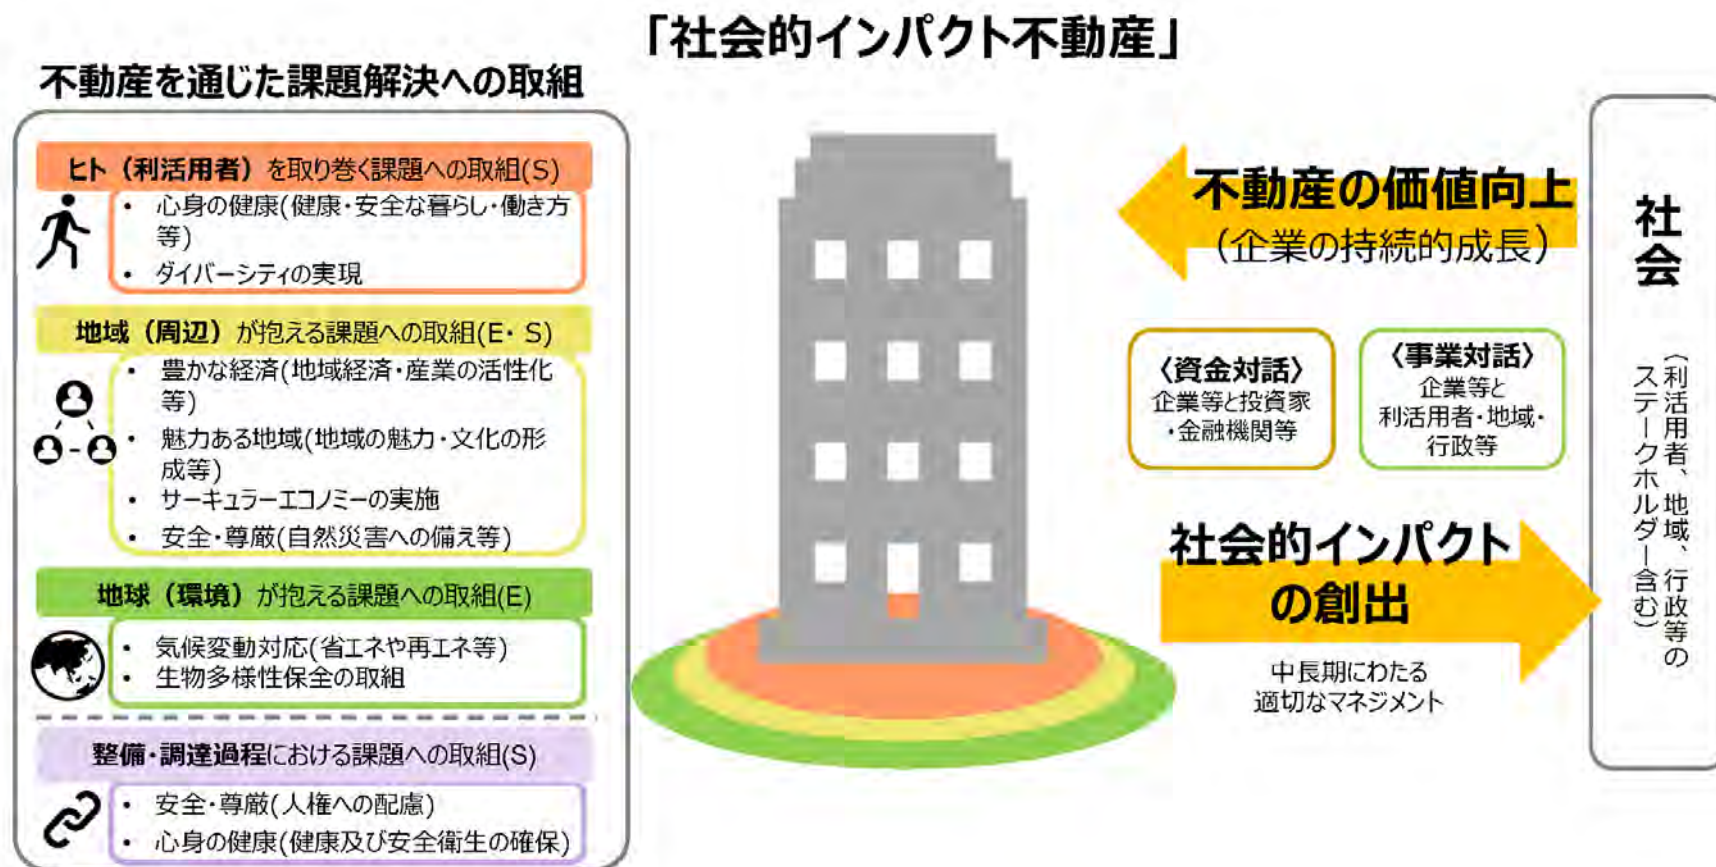 「社会的インパクト不動産」
不動産を通じた課題解決への取組
ヒト（利活用者）を取り巻く課題への取組(S)
• 心身の健康(健康・安全な暮らし・働き方
等)
• ダイバーシティの実現
地域（周辺）が抱える課題への取組(E・S)
• 豊かな経済(地域経済・産業の活性化
等)
• 魅力ある地域(地域の魅力・文化の形
成等)
• サーキュラーエコノミーの実施
• 安全・尊厳(自然災害への備え等)
地球（環境）が抱える課題への取組(E)
• 気候変動対応(省エネや再エネ等)
• 生物多様性保全の取組
整備・調達過程における課題への取組(S)
• 安全・尊厳(人権への配慮)
• 心身の健康(健康及び安全衛生の確保)
不動産の価値向上
（企業の持続的成長）
〈資金対話〉
企業等と投資家
・金融機関等
〈事業対話〉
企業等と
利活用者・地域・
行政等
社会的インパクト
の創出
中長期にわたる
適切なマネジメント
社会
（利活用者、地域、行政等の
ステークホルダー含む）